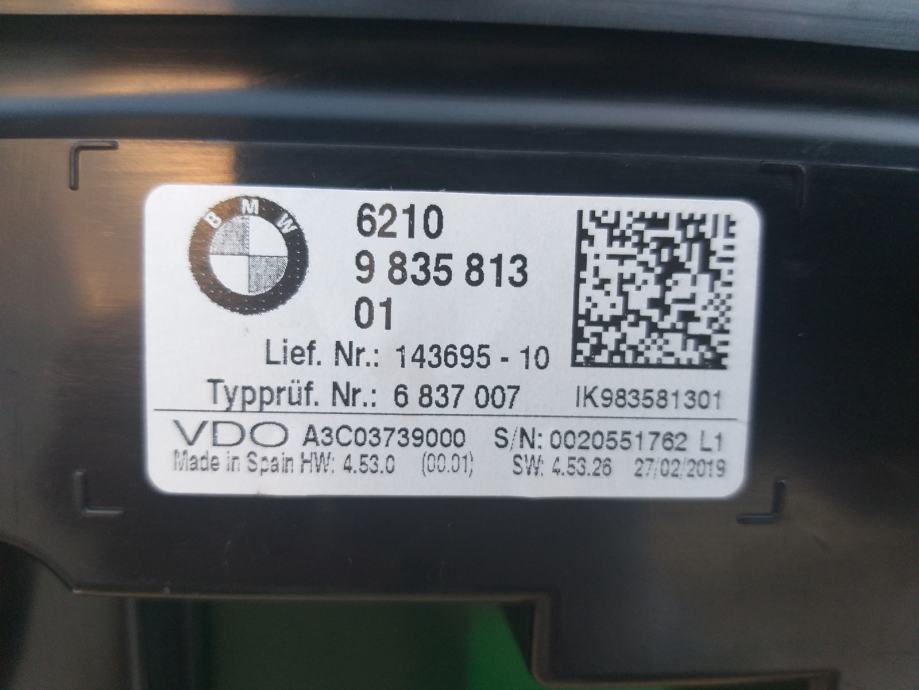 BMW
6210
9 835 813
01
Lief. Nr.: 143695 - 10
Typprüf. Nr.: 6 837 007
IK983581301
VDO A3C03739000 S/N: 0020551762 L1
Made in Spain HW: 4.53.0 (00.01) SW: 4.53.26 27/02/2019